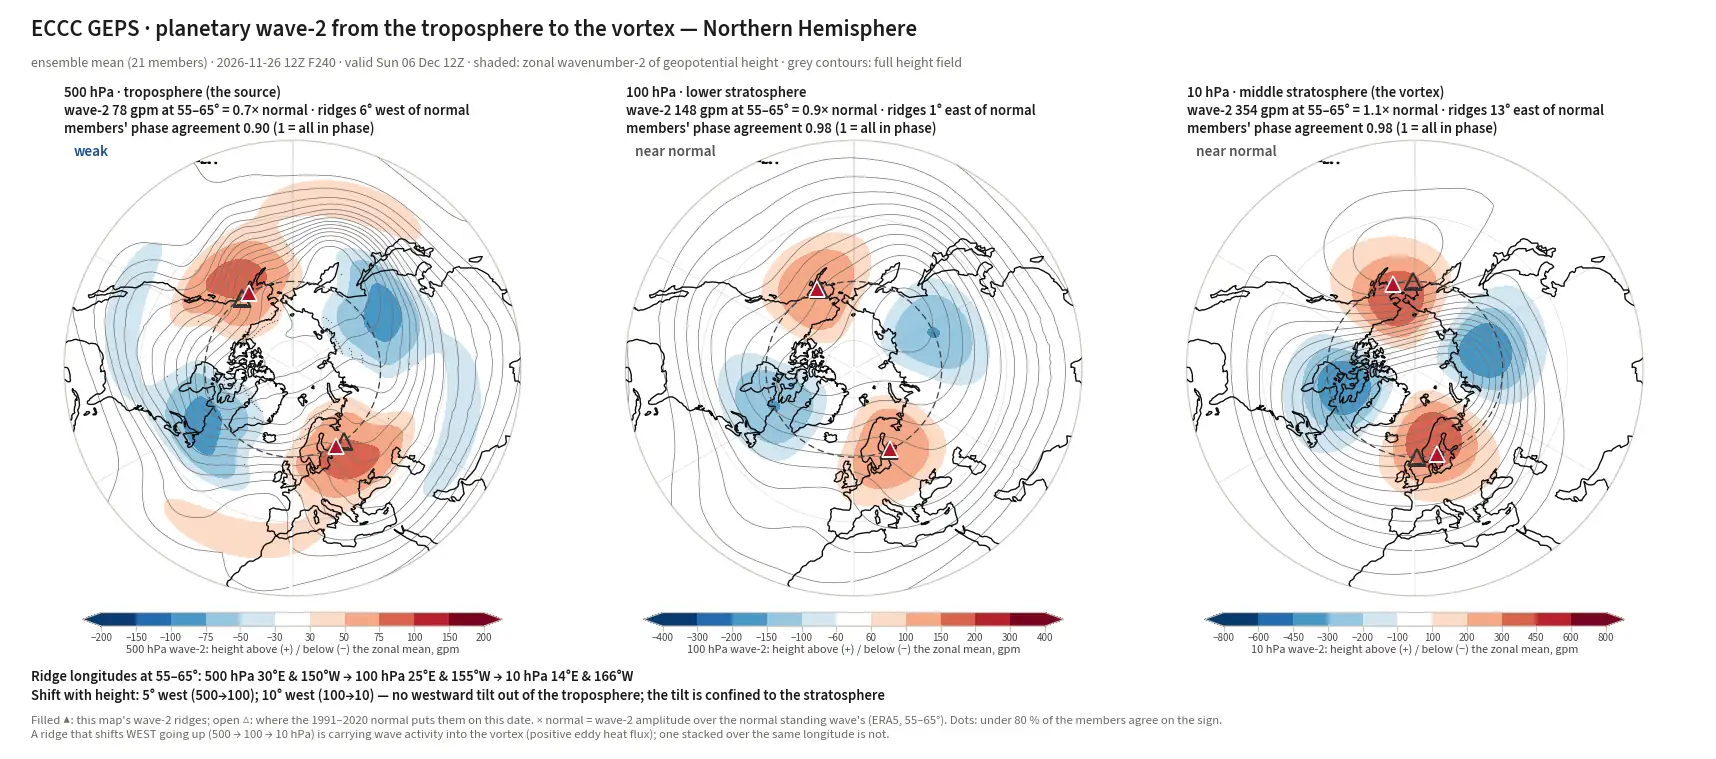 ECCC GEPS · planetary wave-2 from the troposphere to the vortex — Northern Hemisphere
ensemble mean (21 members) · 2026-11-26 12Z F240 · valid Sun 06 Dec 12Z · shaded: zonal wavenumber-2 of geopotential height · grey contours: full height field
500 hPa · troposphere (the source)
wave-2 78 gpm at 55–65° = 0.7× normal · ridges 6° west of normal
members' phase agreement 0.90 (1 = all in phase)
weak
100 hPa · lower stratosphere
wave-2 148 gpm at 55–65° = 0.9× normal · ridges 1° east of normal
members' phase agreement 0.98 (1 = all in phase)
near normal
10 hPa · middle stratosphere (the vortex)
wave-2 354 gpm at 55–65° = 1.1× normal · ridges 13° east of normal
members' phase agreement 0.98 (1 = all in phase)
near normal
−200 −150 −100 −75 −50 −30 30 50 75 100 150 200
500 hPa wave-2: height above (+) / below (−) the zonal mean, gpm
−400 −300 −200 −150 −100 −60 60 100 150 200 300 400
100 hPa wave-2: height above (+) / below (−) the zonal mean, gpm
−800 −600 −450 −300 −200 −100 100 200 300 450 600 800
10 hPa wave-2: height above (+) / below (−) the zonal mean, gpm
Ridge longitudes at 55–65°: 500 hPa 30°E & 150°W → 100 hPa 25°E & 155°W → 10 hPa 14°E & 166°W
Shift with height: 5° west (500→100); 10° west (100→10) — no westward tilt out of the troposphere; the tilt is confined to the stratosphere
Filled ▲: this map's wave-2 ridges; open △: where the 1991–2020 normal puts them on this date. × normal = wave-2 amplitude over the normal standing wave's (ERA5, 55–65°). Dots: under 80 % of the members agree on the sign.
A ridge that shifts WEST going up (500 → 100 → 10 hPa) is carrying wave activity into the vortex (positive eddy heat flux); one stacked over the same longitude is not.